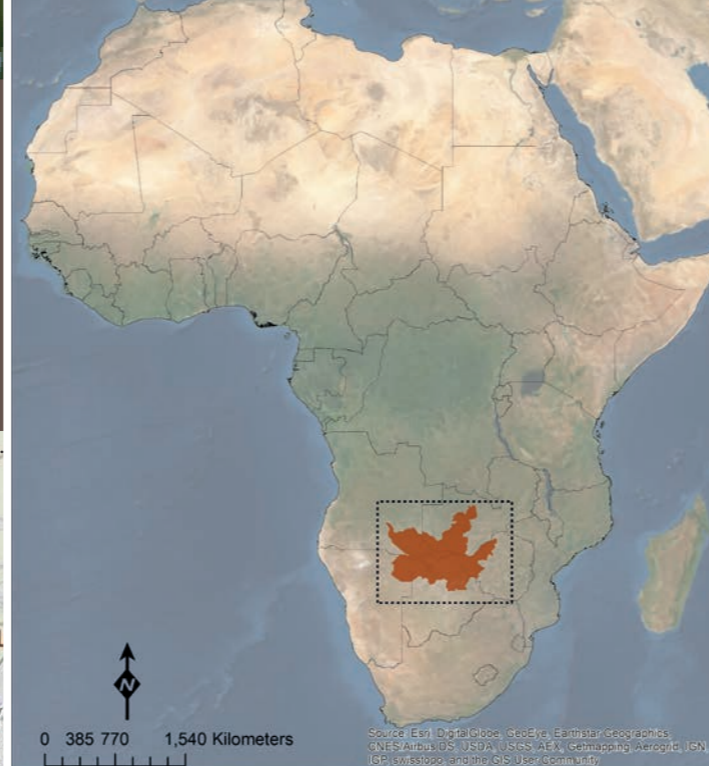 N
0 385 770 1,540 Kilometers
Source: Esri, DigitalGlobe, GeoEye, Earthstar Geographics,
CNES/Airbus DS, USDA, USGS, AEX, Getmapping, Aerogrid, IGN,
IGP, swisstopo, and the GIS User Community